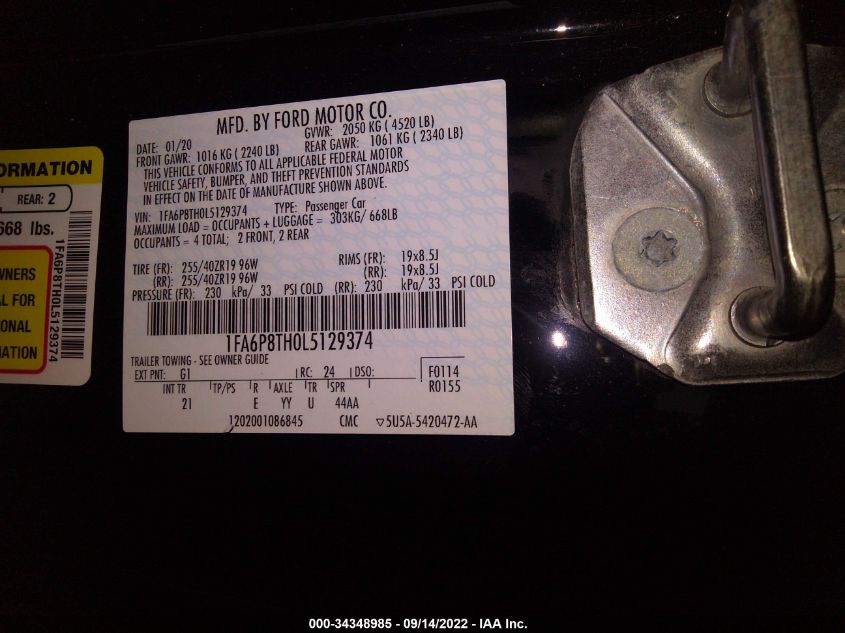 ORMATION
REAR: 2
668 lbs.
WNERS
AL FOR
ONAL
MATION
1FA6P8TH0L5129374
MFD. BY FORD MOTOR CO.
DATE: 01/20 GVWR: 2050 KG ( 4520 LB)
FRONT GAWR: 1016 KG ( 2240 LB) REAR GAWR: 1061 KG ( 2340 LB)
THIS VEHICLE CONFORMS TO ALL APPLICABLE FEDERAL MOTOR
VEHICLE SAFETY, BUMPER, AND THEFT PREVENTION STANDARDS
IN EFFECT ON THE DATE OF MANUFACTURE SHOWN ABOVE.
VIN: 1FA6P8TH0L5129374 TYPE: Passenger Car
MAXIMUM LOAD = OCCUPANTS + LUGGAGE = 303KG/ 668LB
OCCUPANTS = 4 TOTAL; 2 FRONT, 2 REAR
TIRE (FR): 255/40ZR19 96W RIMS (FR): 19x8.5J
(RR): 255/40ZR19 96W (RR): 19x8.5J
PRESSURE (FR): 230 kPa/ 33 PSI COLD (RR): 230 kPa/ 33 PSI COLD
1FA6P8TH0L5129374
TRAILER TOWING - SEE OWNER GUIDE
EXT PNT: G1 RC: 24 DSO: F0114
INT TR TP/PS R AXLE TR SPR R0155
21 E YY U 44AA
1202001086845 CMC ▽5U5A-5420472-AA
000-34348985 - 09/14/2022 - IAA Inc.